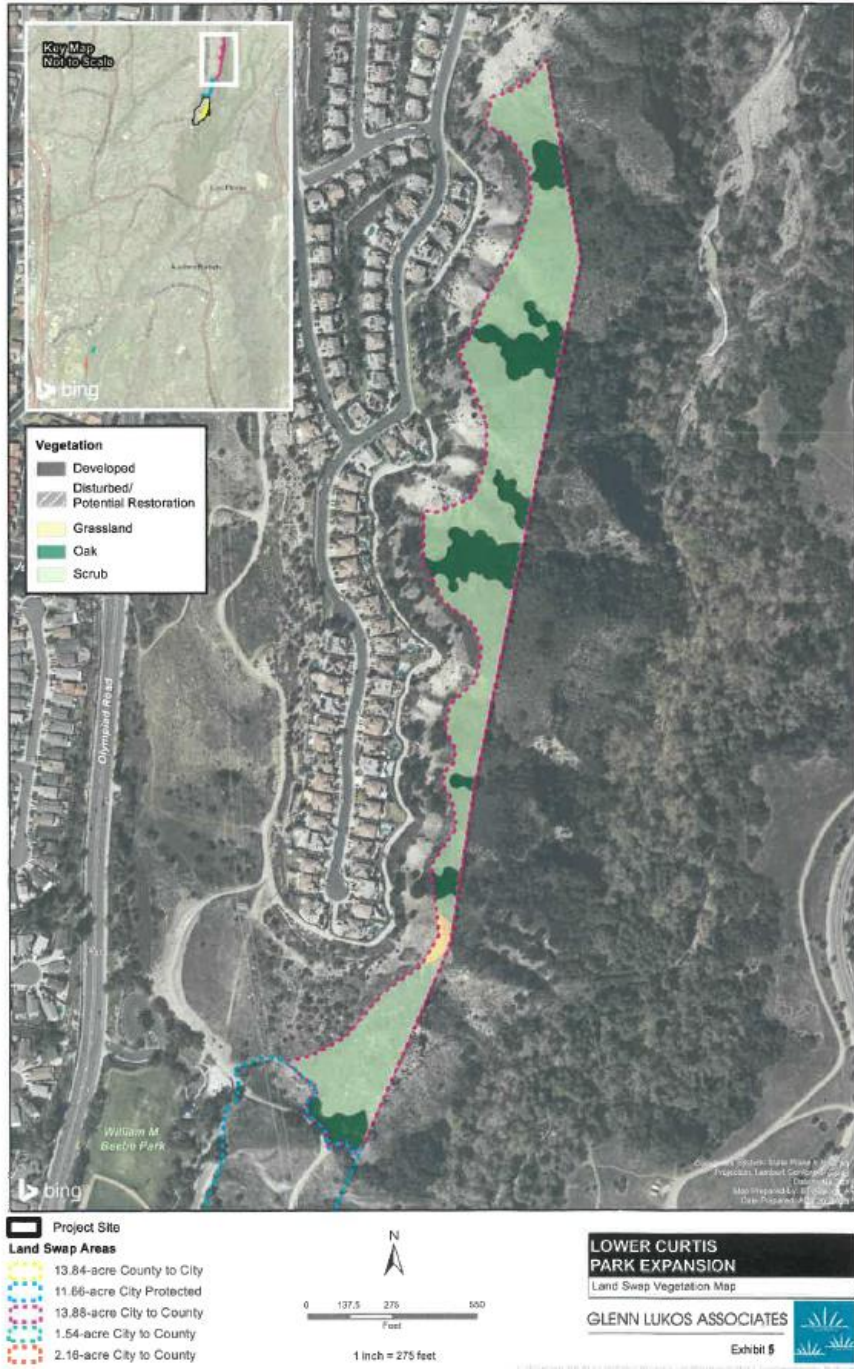 Key Map
Not to Scale
bing
Vegetation
Developed
Disturbed/
Potential Restoration
Grassland
Oak
Scrub
Olympiad Road
William M
Beebe Park
bing
Project Site
Land Swap Areas
13.84-acre County to City
11.66-acre City Protected
13.88-acre City to County
1.54-acre City to County
2.16-acre City to County
N
0 137.5 275 550
Feet
1 inch = 275 feet
LOWER CURTIS
PARK EXPANSION
Land Swap Vegetation Map
GLENN LUKOS ASSOCIATES
Exhibit 5